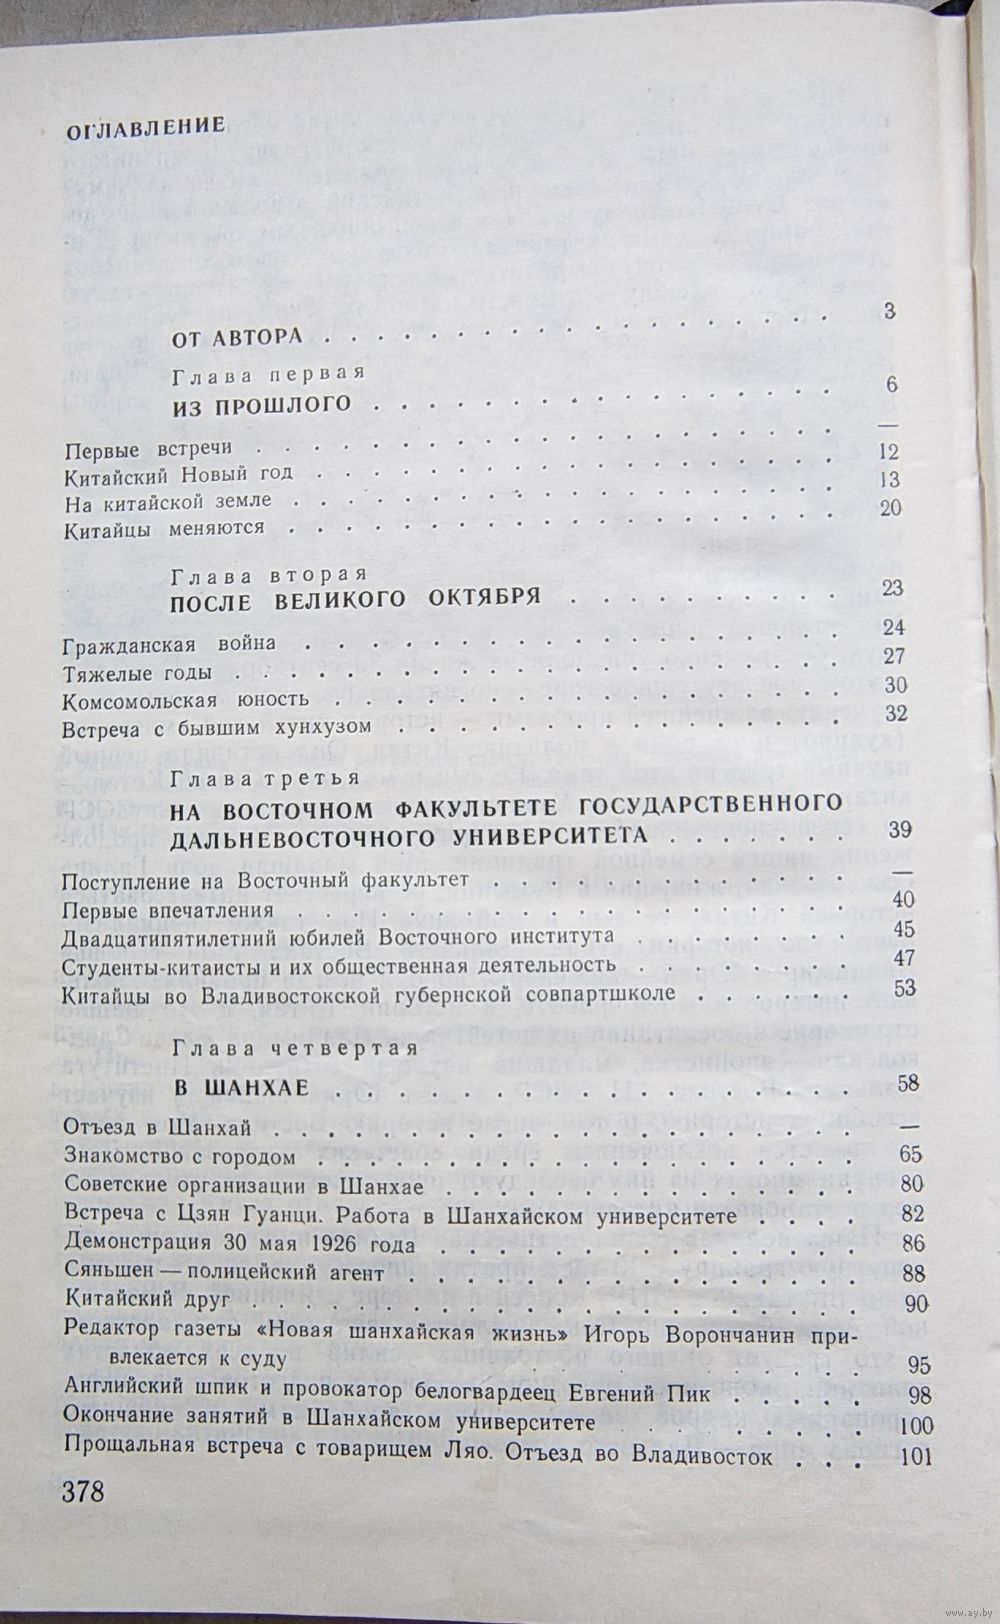 ОГЛАВЛЕНИЕ
ОТ АВТОРА . . . . . . . . . . . . . . . . . . . 3
Глава первая
ИЗ ПРОШЛОГО . . . . . . . . . . . . . . . . . 6
Первые встречи . . . . . . . . . . . . . . . . . . . . —
Китайский Новый год . . . . . . . . . . . . . . . . . . 12
На китайской земле . . . . . . . . . . . . . . . . . . . 13
Китайцы меняются . . . . . . . . . . . . . . . . . . . 20
Глава вторая
ПОСЛЕ ВЕЛИКОГО ОКТЯБРЯ . . . . . . . . . . 23
Гражданская война . . . . . . . . . . . . . . . . . . . 24
Тяжелые годы . . . . . . . . . . . . . . . . . . . . . 27
Комсомольская юность . . . . . . . . . . . . . . . . . . 30
Встреча с бывшим хунхузом . . . . . . . . . . . . . . . . 32
Глава третья
НА ВОСТОЧНОМ ФАКУЛЬТЕТЕ ГОСУДАРСТВЕННОГО
ДАЛЬНЕВОСТОЧНОГО УНИВЕРСИТЕТА . . . . . . . 39
Поступление на Восточный факультет . . . . . . . . . . . . . —
Первые впечатления . . . . . . . . . . . . . . . . . . . 40
Двадцатипятилетний юбилей Восточного института . . . . . . . . 45
Студенты-китаисты и их общественная деятельность . . . . . . . . 47
Китайцы во Владивостокской губернской совпартшколе . . . . . . 53
Глава четвертая
В ШАНХАЕ . . . . . . . . . . . . . . . . . . 58
Отъезд в Шанхай . . . . . . . . . . . . . . . . . . . . —
Знакомство с городом . . . . . . . . . . . . . . . . . . . 65
Советские организации в Шанхае . . . . . . . . . . . . . . 80
Встреча с Цзян Гуанци. Работа в Шанхайском университете . . . . 82
Демонстрация 30 мая 1926 года . . . . . . . . . . . . . . . 86
Сяньшен — полицейский агент . . . . . . . . . . . . . . . . 88
Китайский друг . . . . . . . . . . . . . . . . . . . . . 90
Редактор газеты «Новая шанхайская жизнь» Игорь Ворончанин при-
влекается к суду . . . . . . . . . . . . . . . . . . . 95
Английский шпик и провокатор белогвардеец Евгений Пик . . . . . 98
Окончание занятий в Шанхайском университете . . . . . . . . . 100
Прощальная встреча с товарищем Ляо. Отъезд во Владивосток . . . 101
378
www.ay.by